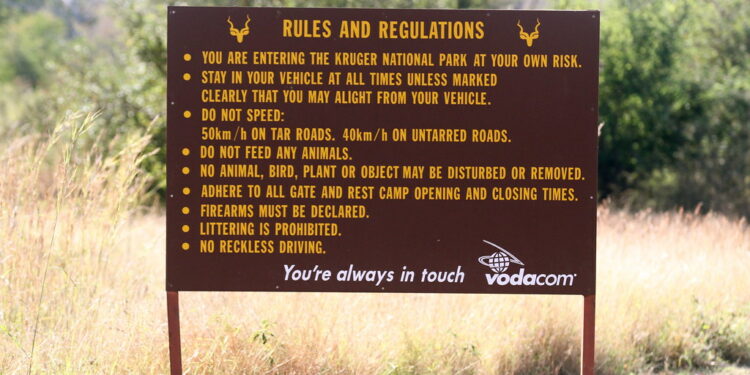 RULES AND REGULATIONS
• YOU ARE ENTERING THE KRUGER NATIONAL PARK AT YOUR OWN RISK.
• STAY IN YOUR VEHICLE AT ALL TIMES UNLESS MARKED
CLEARLY THAT YOU MAY ALIGHT FROM YOUR VEHICLE.
• DO NOT SPEED:
50km/h ON TAR ROADS. 40km/h ON UNTARRED ROADS.
• DO NOT FEED ANY ANIMALS.
• NO ANIMAL, BIRD, PLANT OR OBJECT MAY BE DISTURBED OR REMOVED.
• ADHERE TO ALL GATE AND REST CAMP OPENING AND CLOSING TIMES.
• FIREARMS MUST BE DECLARED.
• LITTERING IS PROHIBITED.
• NO RECKLESS DRIVING.
You're always in touch vodacom